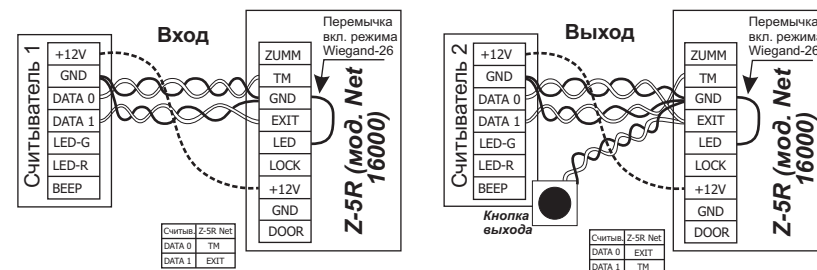 Вход
Считыватель 1
+12V
GND
DATA 0
DATA 1
LED-G
LED-R
BEEP
ZUMM
TM
GND
EXIT
LED
LOCK
+12V
GND
DOOR
Перемычка
вкл. режима
Wiegand-26
Z-5R (мод. Net
16000)
Считыв. Z-5R Net
DATA 0 TM
DATA 1 EXIT
Выход
Считыватель 2
+12V
GND
DATA 0
DATA 1
LED-G
LED-R
BEEP
Кнопка
выхода
ZUMM
TM
GND
EXIT
LED
LOCK
+12V
GND
DOOR
Перемычка
вкл. режима
Wiegand-26
Z-5R (мод. Net
16000)
Считыв. Z-5R Net
DATA 0 EXIT
DATA 1 TM